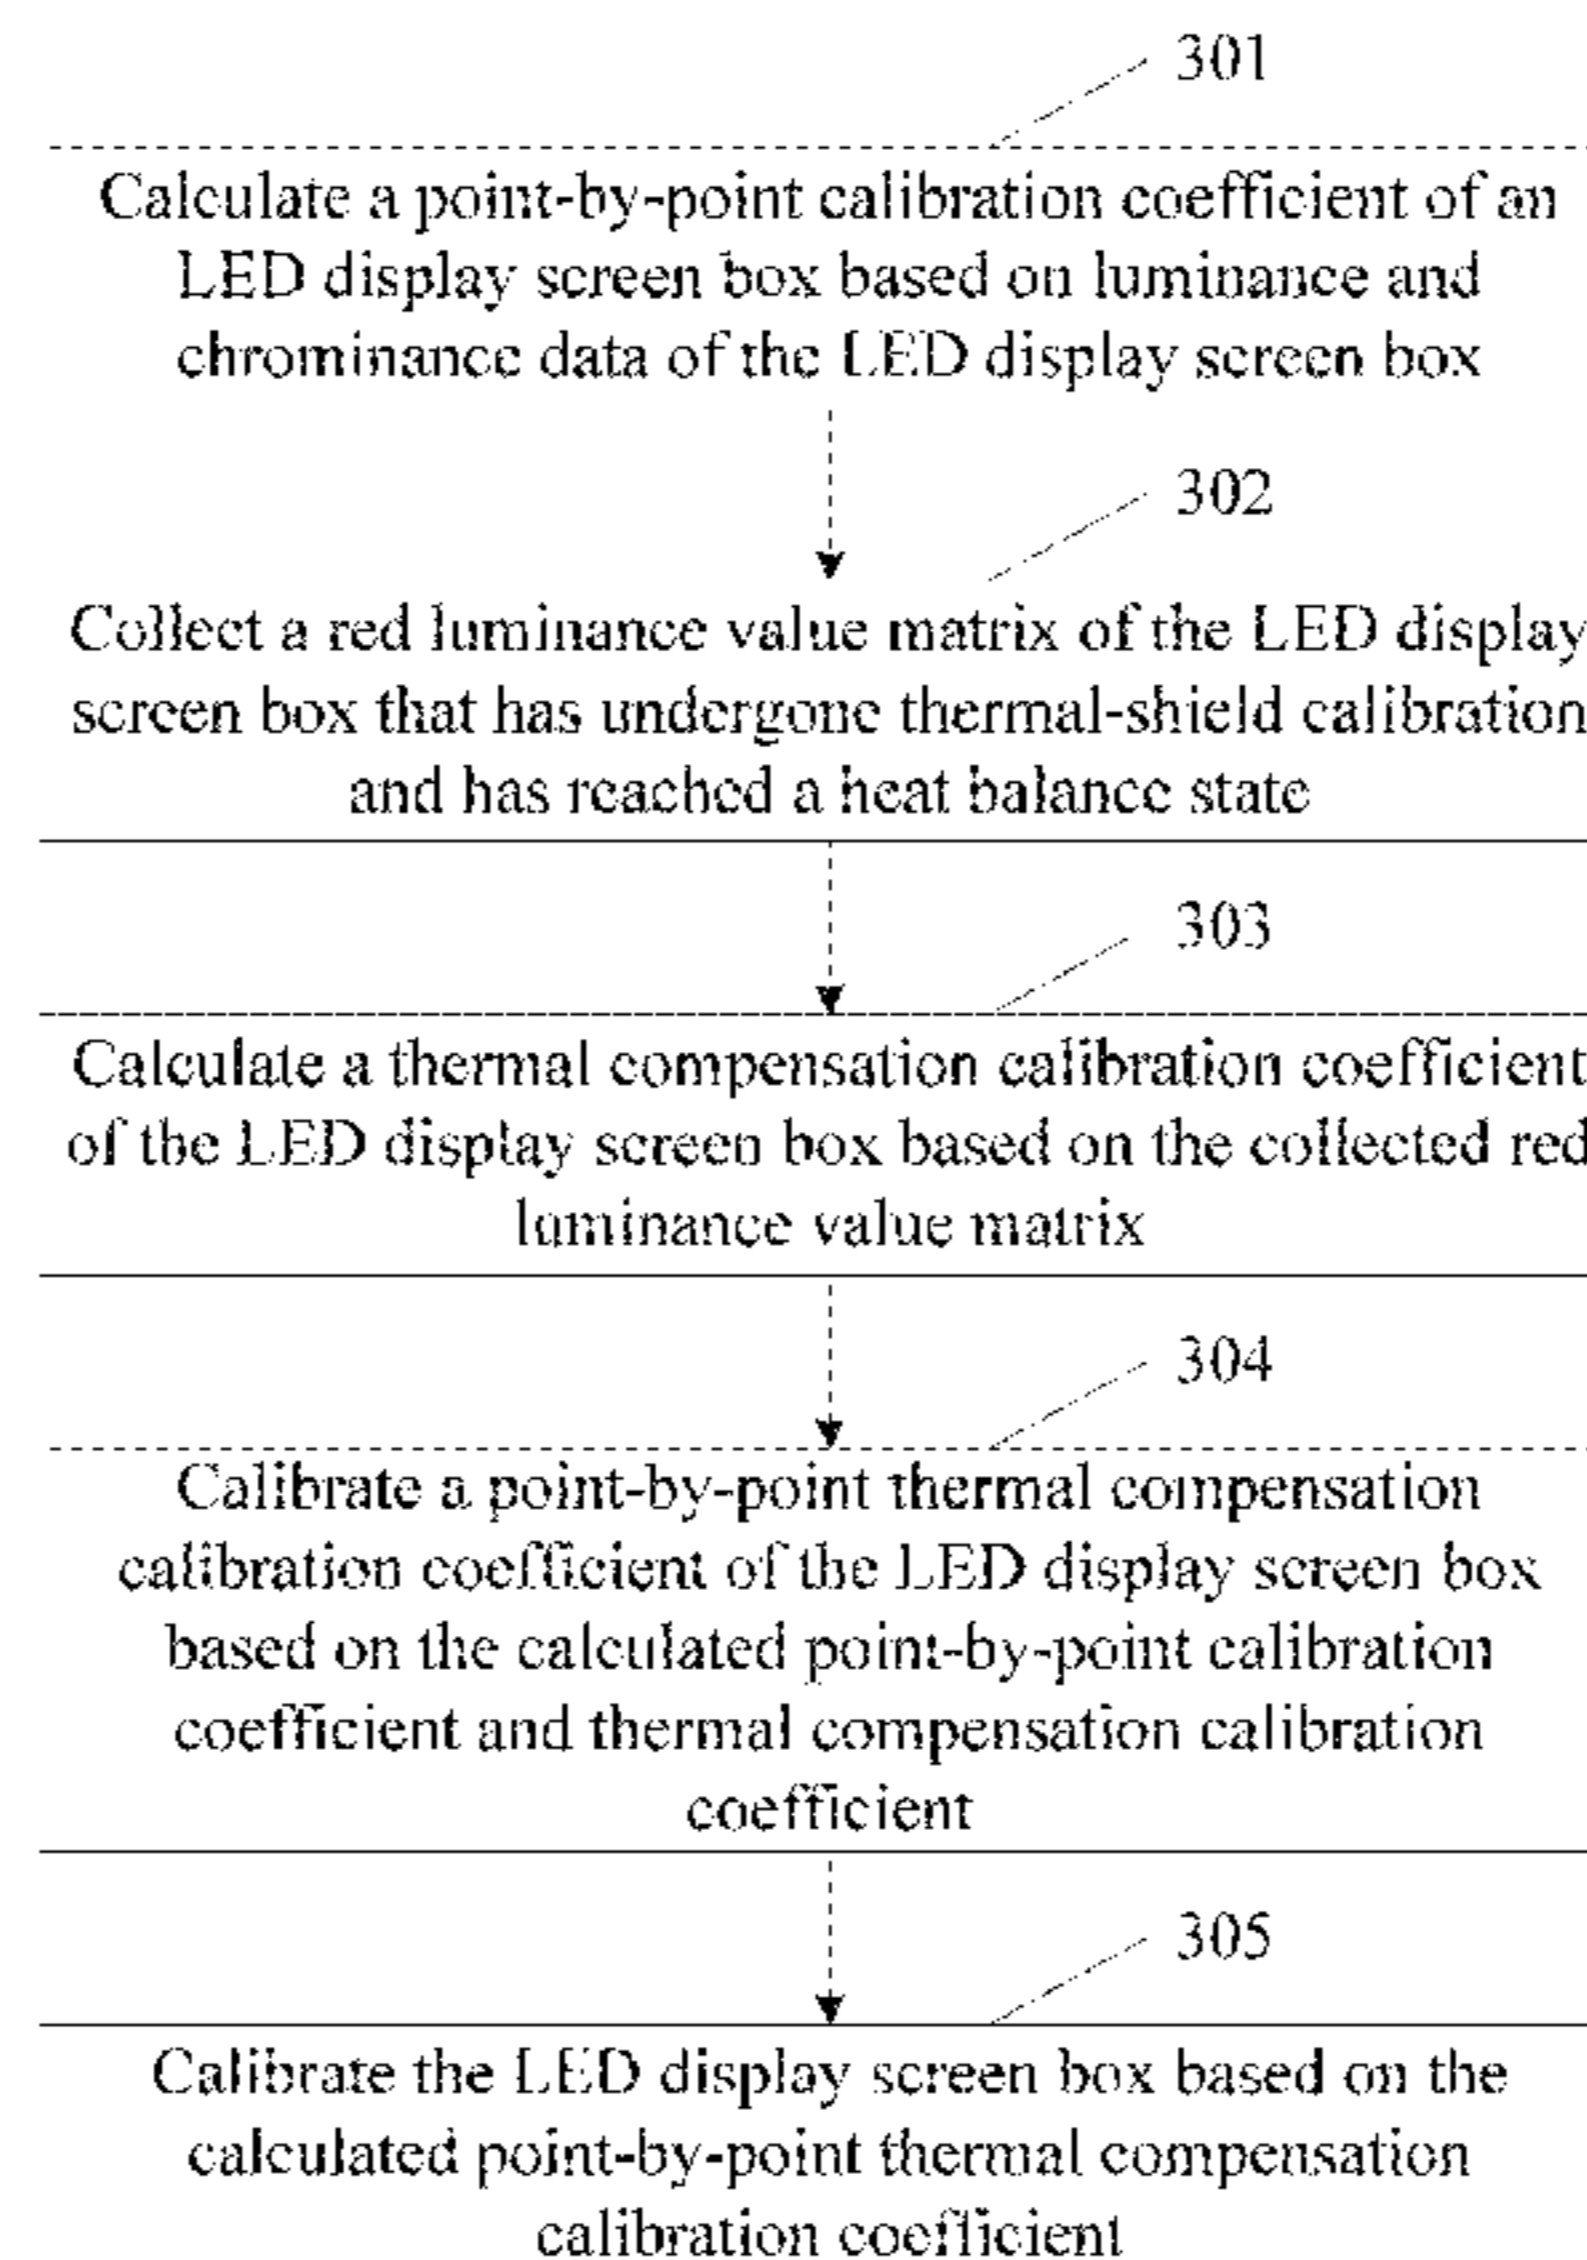 301
Calculate a point-by-point calibration coefficient of an
LED display screen box based on luminance and
chrominance data of the LED display screen box
302
Collect a red luminance value matrix of the LED display
screen box that has undergone thermal-shield calibration
and has reached a heat balance state
303
Calculate a thermal compensation calibration coefficient
of the LED display screen box based on the collected red
luminance value matrix
304
Calibrate a point-by-point thermal compensation
calibration coefficient of the LED display screen box
based on the calculated point-by-point calibration
coefficient and thermal compensation calibration
coefficient
305
Calibrate the LED display screen box based on the
calculated point-by-point thermal compensation
calibration coefficient